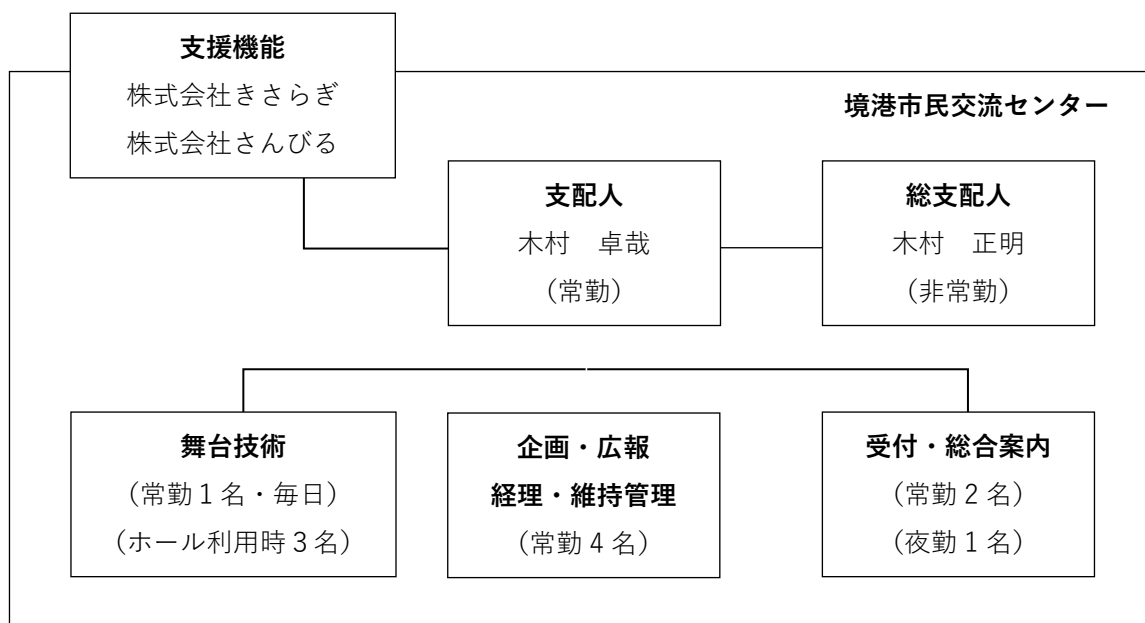 支援機能
株式会社きさらぎ
株式会社さんびる
境港市民交流センター
支配人
木村　卓哉
（常勤）
総支配人
木村　正明
（非常勤）
舞台技術
（常勤１名・毎日）
（ホール利用時３名）
企画・広報
経理・維持管理
（常勤４名）
受付・総合案内
（常勤２名）
（夜勤１名）